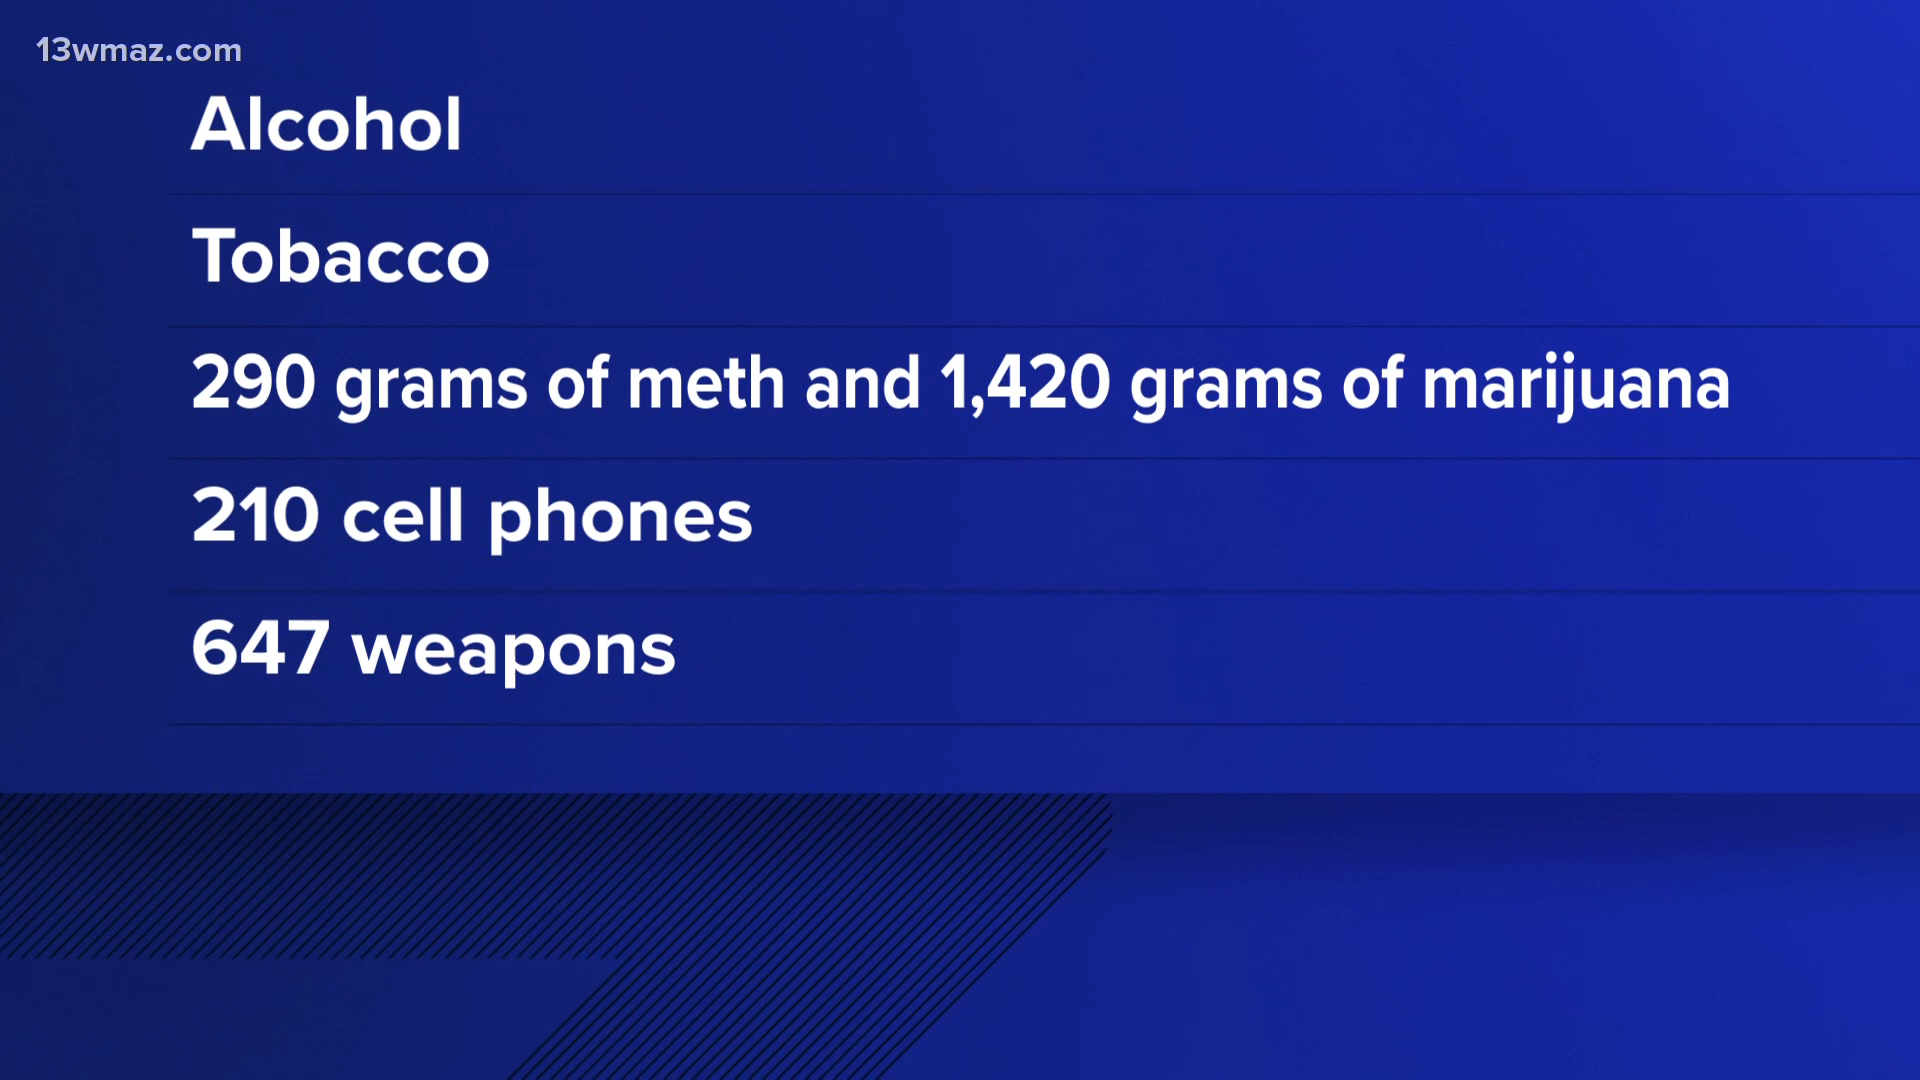 13wmaz.com
Alcohol
Tobacco
290 grams of meth and 1,420 grams of marijuana
210 cell phones
647 weapons